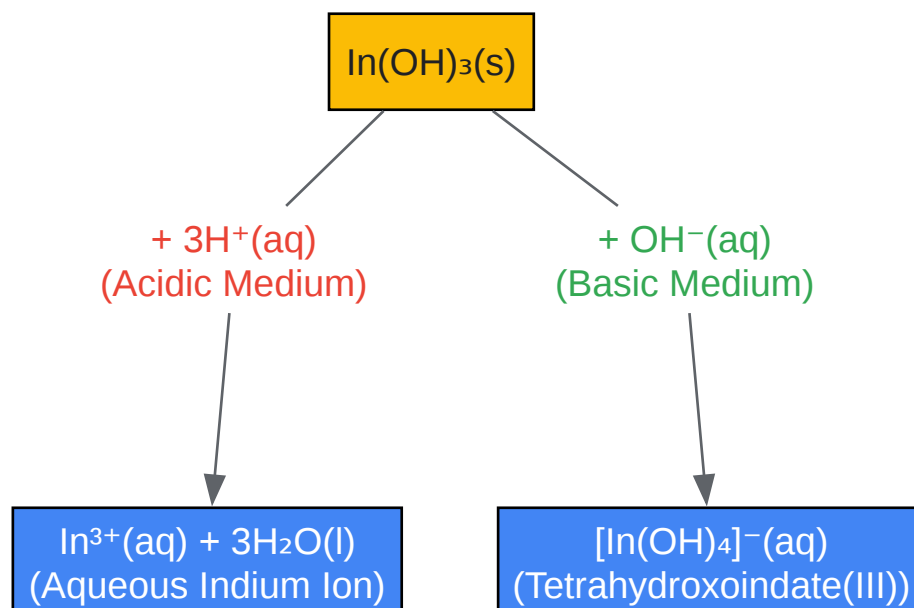 In(OH)₃(s)
+ 3H⁺(aq)
(Acidic Medium)
+ OH⁻(aq)
(Basic Medium)
In³⁺(aq) + 3H₂O(l)
(Aqueous Indium Ion)
[In(OH)₄]⁻(aq)
(Tetrahydroxoindate(III))